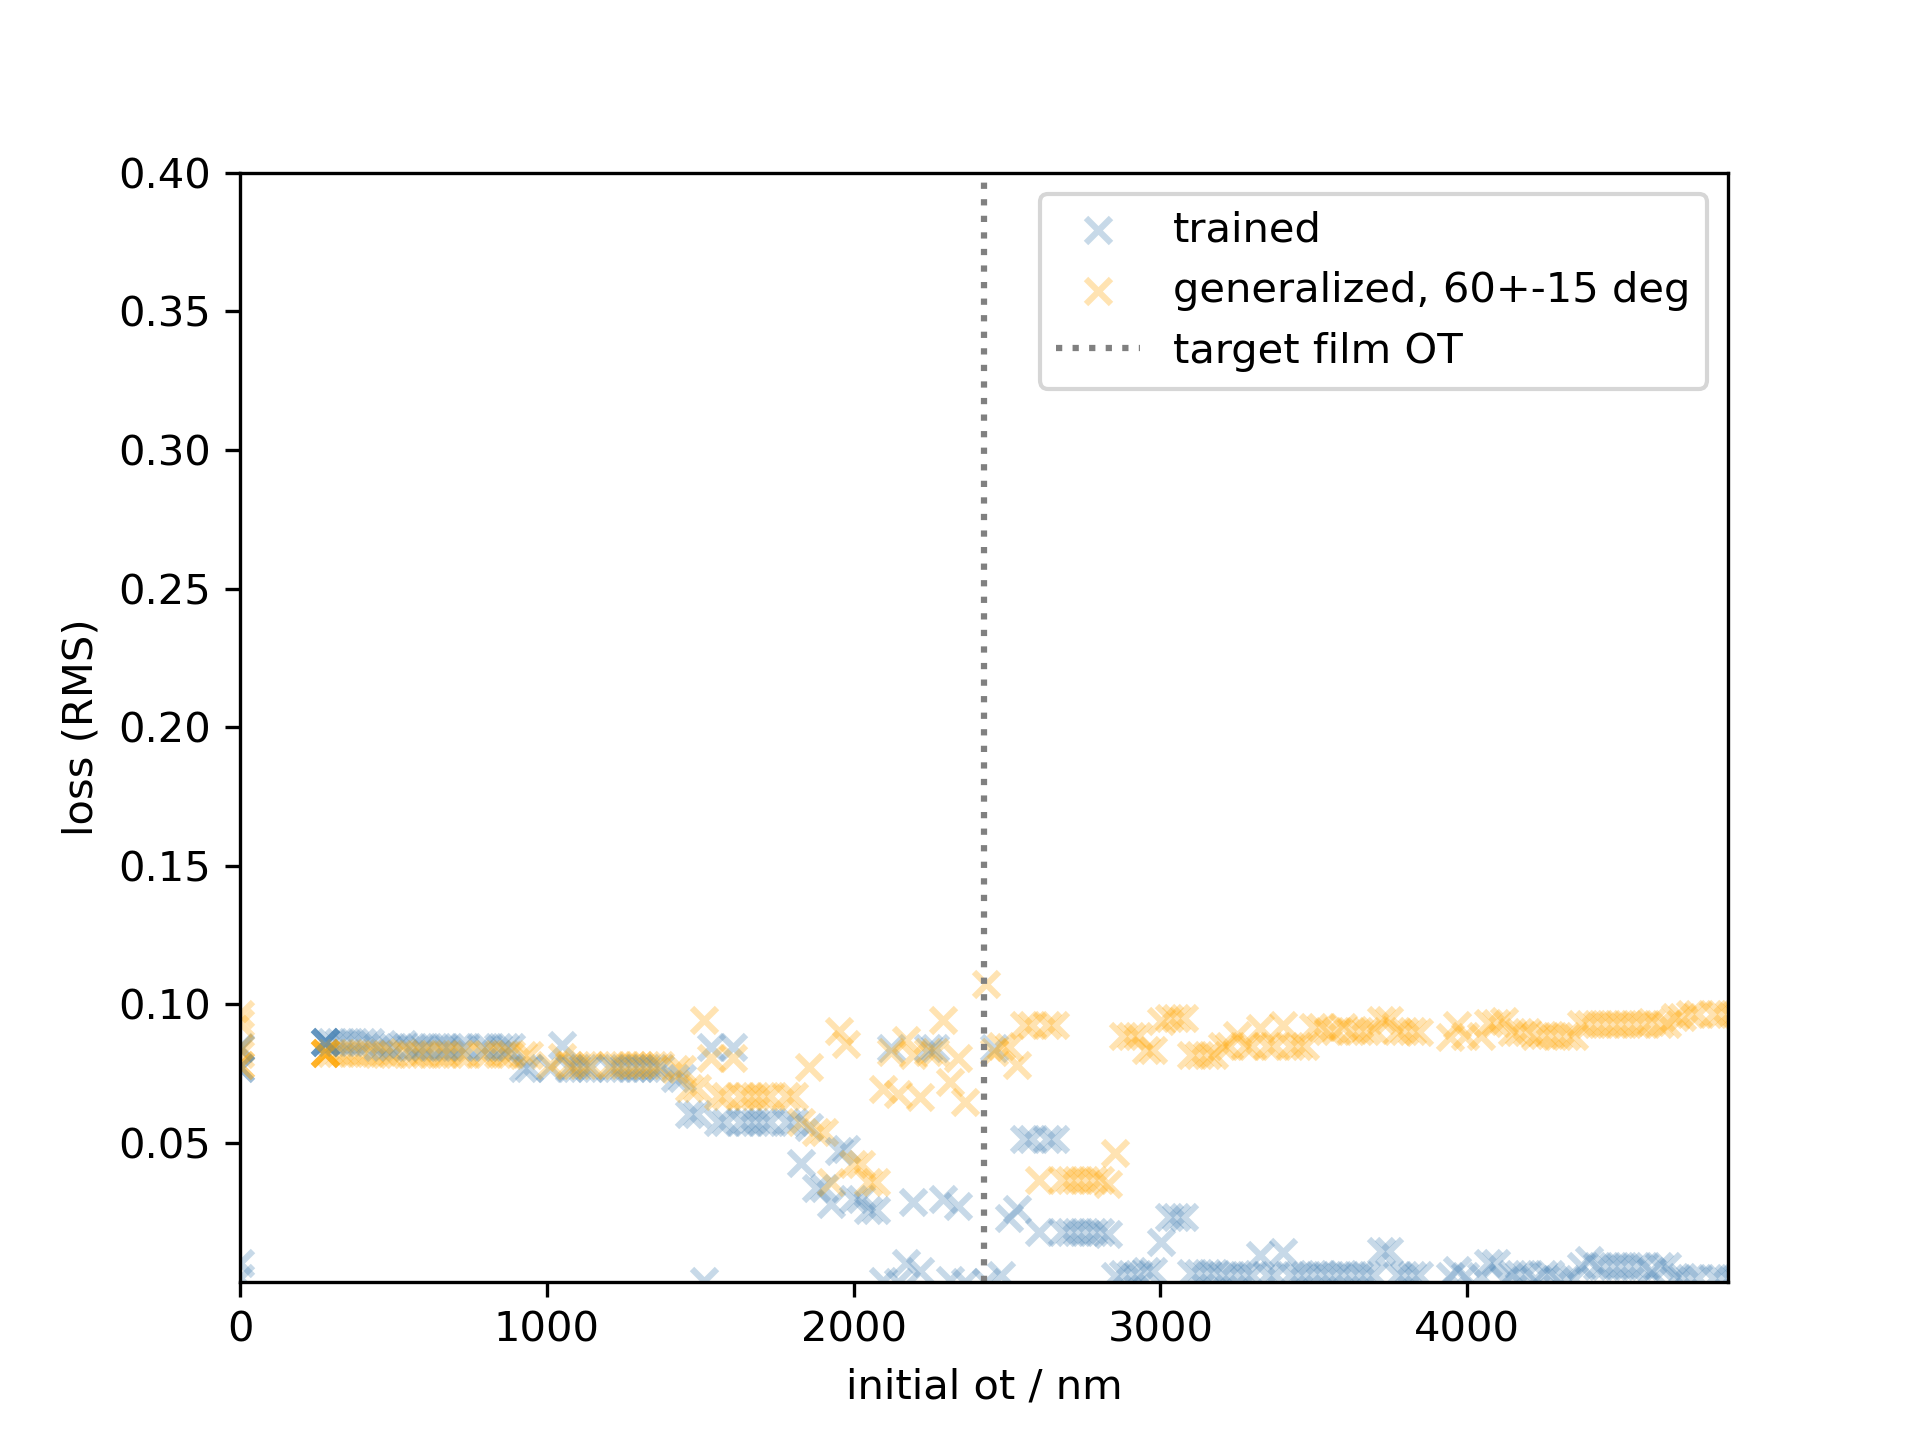 0.40
0.35
0.30
0.25
0.20
0.15
0.10
0.05
loss (RMS)
trained
generalized, 60+-15 deg
target film OT
0 1000 2000 3000 4000
initial ot / nm